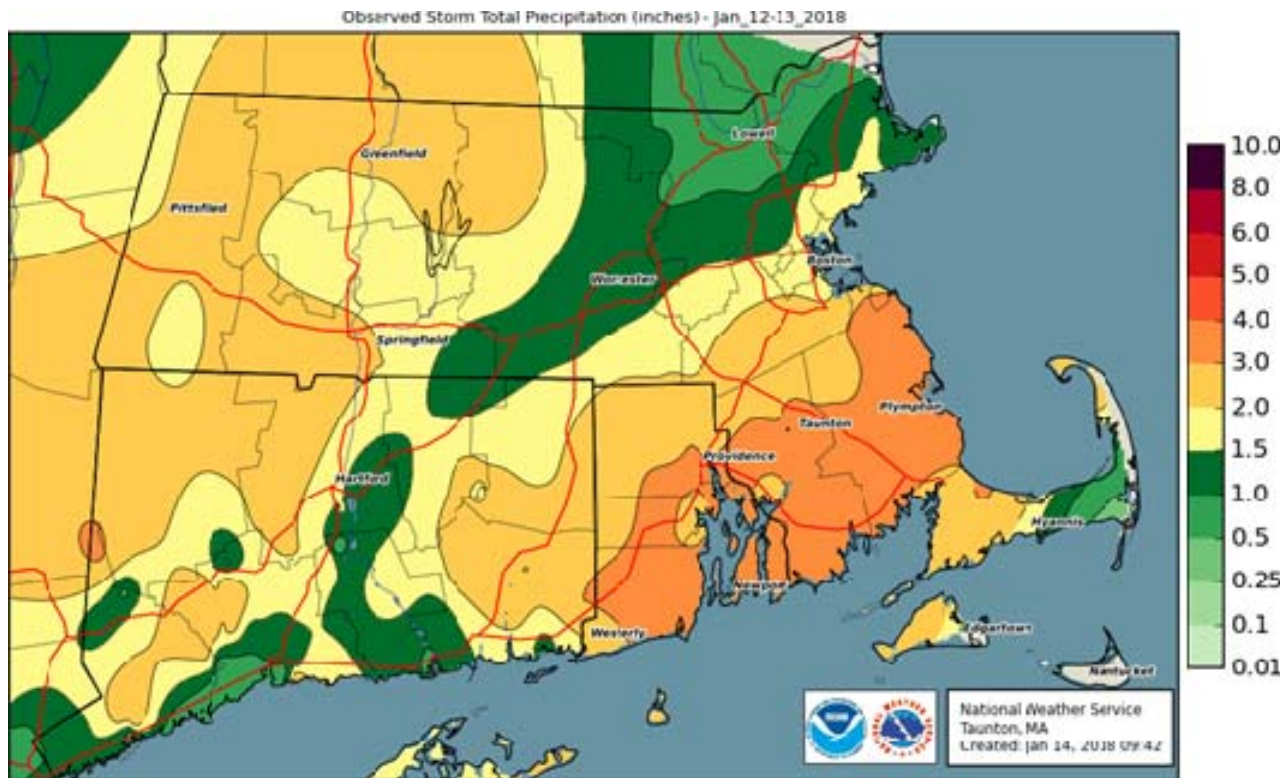 Observed Storm Total Precipitation (inches) - Jan_12-13_2018
Lowell
Greenfield
Pittsfield
Boston
Worcester
Springfield
Plympton
Taunton
Providence
Hartford
Hyannis
Newport
Westerly
Edgartown
Nantucket
10.0
8.0
6.0
5.0
4.0
3.0
2.0
1.5
1.0
0.5
0.25
0.1
0.01
National Weather Service
Taunton, MA
Created: Jan 14, 2018 09:42